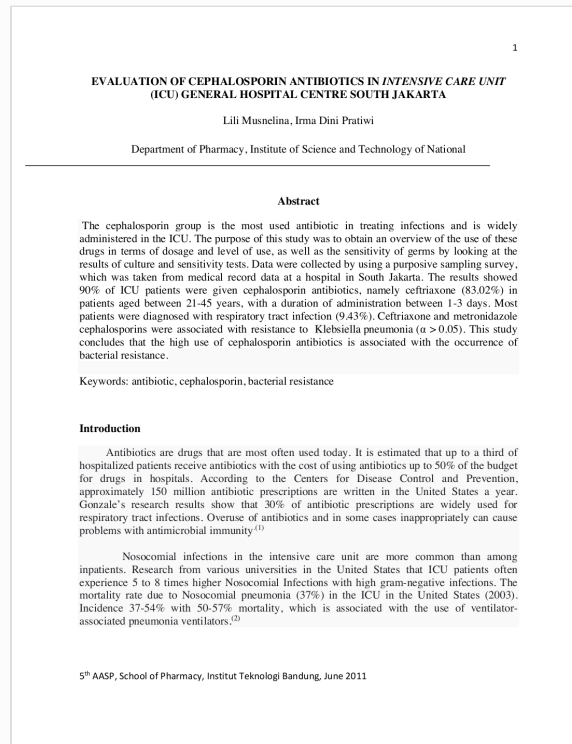 1
EVALUATION OF CEPHALOSPORIN ANTIBIOTICS IN INTENSIVE CARE UNIT
(ICU) GENERAL HOSPITAL CENTRE SOUTH JAKARTA
Lili Musnelina, Irma Dini Pratiwi
Department of Pharmacy, Institute of Science and Technology of National
Abstract
The cephalosporin group is the most used antibiotic in treating infections and is widely
administered in the ICU. The purpose of this study was to obtain an overview of the use of these
drugs in terms of dosage and level of use, as well as the sensitivity of germs by looking at the
results of culture and sensitivity tests. Data were collected by using a purposive sampling survey,
which was taken from medical record data at a hospital in South Jakarta. The results showed
90% of ICU patients were given cephalosporin antibiotics, namely ceftriaxone (83.02%) in
patients aged between 21-45 years, with a duration of administration between 1-3 days. Most
patients were diagnosed with respiratory tract infection (9.43%). Ceftriaxone and metronidazole
cephalosporins were associated with resistance to Klebsiella pneumonia (α > 0.05). This study
concludes that the high use of cephalosporin antibiotics is associated with the occurrence of
bacterial resistance.
Keywords: antibiotic, cephalosporin, bacterial resistance
Introduction
Antibiotics are drugs that are most often used today. It is estimated that up to a third of
hospitalized patients receive antibiotics with the cost of using antibiotics up to 50% of the budget
for drugs in hospitals. According to the Centers for Disease Control and Prevention,
approximately 150 million antibiotic prescriptions are written in the United States a year.
Gonzale's research results show that 30% of antibiotic prescriptions are widely used for
respiratory tract infections. Overuse of antibiotics and in some cases inappropriately can cause
problems with antimicrobial immunity.(1)
Nosocomial infections in the intensive care unit are more common than among
inpatients. Research from various universities in the United States that ICU patients often
experience 5 to 8 times higher Nosocomial Infections with high gram-negative infections. The
mortality rate due to Nosocomial pneumonia (37%) in the ICU in the United States (2003).
Incidence 37-54% with 50-57% mortality, which is associated with the use of ventilator-
associated pneumonia ventilators.(2)
5th AASP, School of Pharmacy, Institut Teknologi Bandung, June 2011